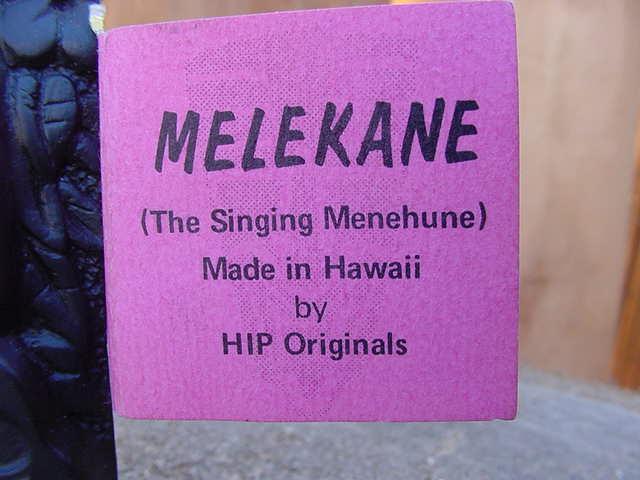 MELEKANE
(The Singing Menehune)
Made in Hawaii
by
HIP Originals